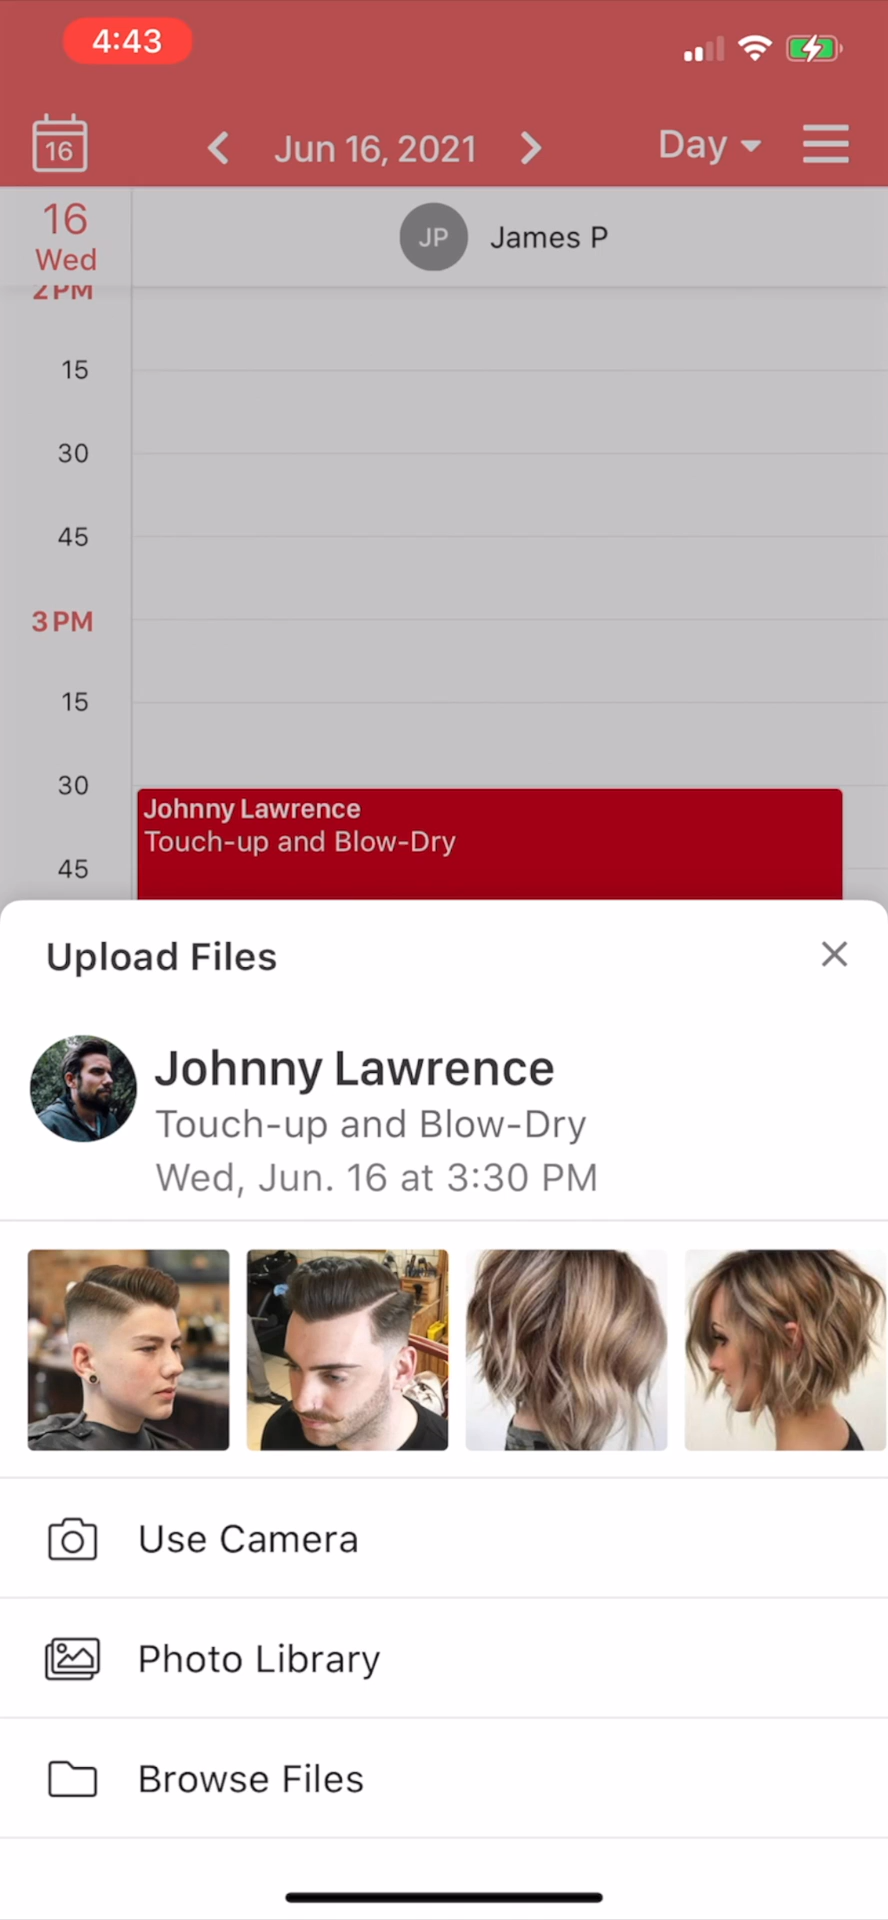 4:43
16
Jun 16, 2021
Day
16
Wed
JP
James P
2 PM
15
30
45
3 PM
15
30
Johnny Lawrence
Touch-up and Blow-Dry
45
Upload Files
Johnny Lawrence
Touch-up and Blow-Dry
Wed, Jun. 16 at 3:30 PM
Use Camera
Photo Library
Browse Files